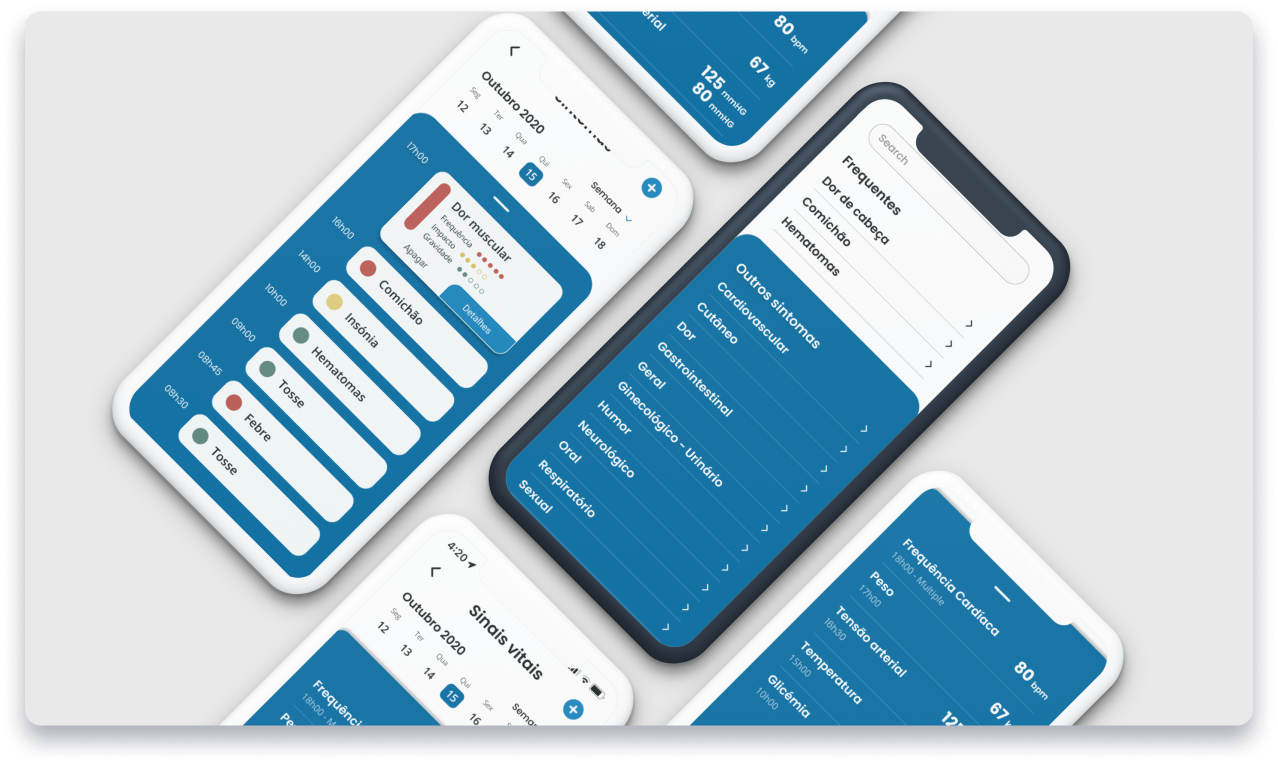 Sintomas
Outubro 2020
Semana
Seg
Ter
Qua
Qui
Sex
Sab
Dom
12
13
14
15
16
17
18
17h00
Dor muscular
Frequência
Impacto
Gravidade
Apagar
Detalhes
16h00
Comichão
14h00
Insónia
10h00
Hematomas
09h00
Tosse
08h45
Febre
08h30
Tosse
80 bpm
67 kg
erial
125 mmHG
80 mmHG
Search
Frequentes
Dor de cabeça
Comichão
Hematomas
Outros sintomas
Cardiovascular
Cutâneo
Dor
Gastrointestinal
Geral
Ginecológico - Urinário
Humor
Neurológico
Oral
Respiratório
Sexual
4:20
Sinais vitais
Outubro 2020
Seman
Seg
Ter
Qua
Qui
Sex
12
13
14
15
16
Frequênci
18h00 - M
Pe
Frequência Cardíaca
18h00 - Multiple
80 bpm
Peso
17h00
67 k
Tensão arterial
16h30
125
Temperatura
15h00
Glicémia
10h00